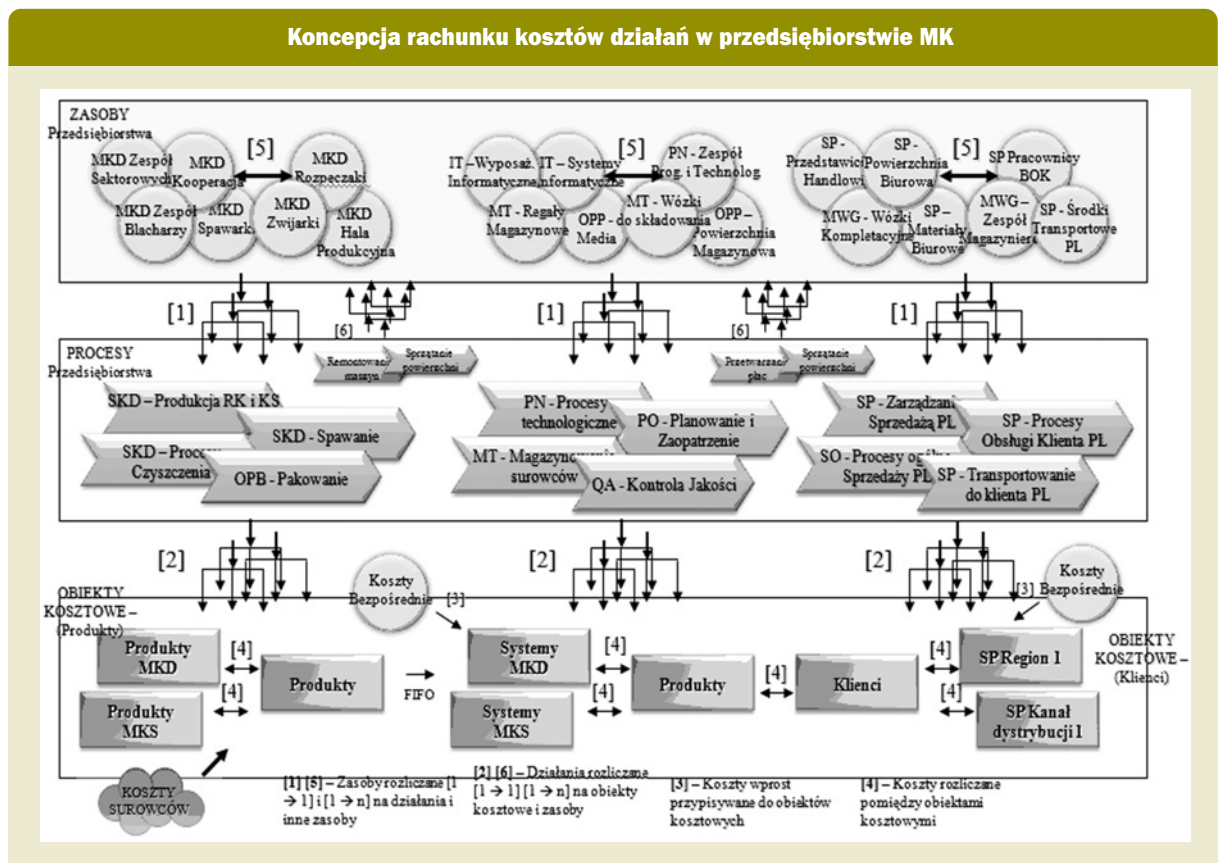 Koncepcja rachunku kosztów działań w przedsiębiorstwie MK
ZASOBY
Przedsiębiorstwa
MKD Zespół
Sektorowych
MKD
Kooperacja
[5]
MKD
Rozpęczaki
MKD Zespół
Blacharzy
MKD
Spawarki
MKD
Zwijarki
MKD
Hala
Produkcyjna
IT – Wyposaż.
Informatyczne
IT – Systemy
Informatyczne
[5]
PN - Zespół
Prog. i Technolog.
MT - Regały
Magazynowe
OPP -
Media
MT - Wózki
do składowania
OPP –
Powierzchnia
Magazynowa
SP -
Przedstawiciele
Handlowi
SP -
Powierzchnia
Biurowa
[5]
SP Pracownicy
BOK
MWG - Wózki
Kompletacyjne
SP –
Materiały
Biurowe
MWG –
Zespół
Magazynierów
SP - Środki
Transportowe
PL
[1]
[6]
[1]
[6]
[1]
PROCESY
Przedsiębiorstwa
Remontowanie
maszyn
Sprzątanie
powierzchni
Przetwarzanie
płac
Sprzątanie
powierzchni
SKD – Produkcja RK i KS
SKD - Spawanie
SKD – Procesy
Czyszczenia
OPB - Pakowanie
PN - Procesy
technologiczne
PO - Planowanie i
Zaopatrzenie
MT - Magazynowanie
surowców
QA - Kontrola Jakości
SP - Zarządzanie
Sprzedażą PL
SP - Procesy
Obsługi Klienta PL
SO - Procesy ogólne
Sprzedaży PL
SP - Transportowanie
do klienta PL
[2]
[2]
[2]
OBIEKTY
KOSZTOWE –
(Produkty)
Koszty
Bezpośrednie
[3]
Koszty
Bezpośrednie
[3]
Produkty
MKD
[4]
Produkty
MKS
[4]
Produkty
FIFO
Systemy
MKD
[4]
Systemy
MKS
[4]
Produkty
[4]
Klienci
[4]
SP Region 1
[4]
SP Kanał
dystrybucji 1
OBIEKTY
KOSZTOWE –
(Klienci)
KOSZTY
SUROWCÓW
[1] [5] – Zasoby rozliczane [1
→ 1] i [1 → n] na działania i
inne zasoby
[2] [6] – Działania rozliczane
[1 → 1] [1 → n] na obiekty
kosztowe i zasoby
[3] – Koszty wprost
przypisywane do obiektów
kosztowych
[4] – Koszty rozliczane
pomiędzy obiektami
kosztowymi